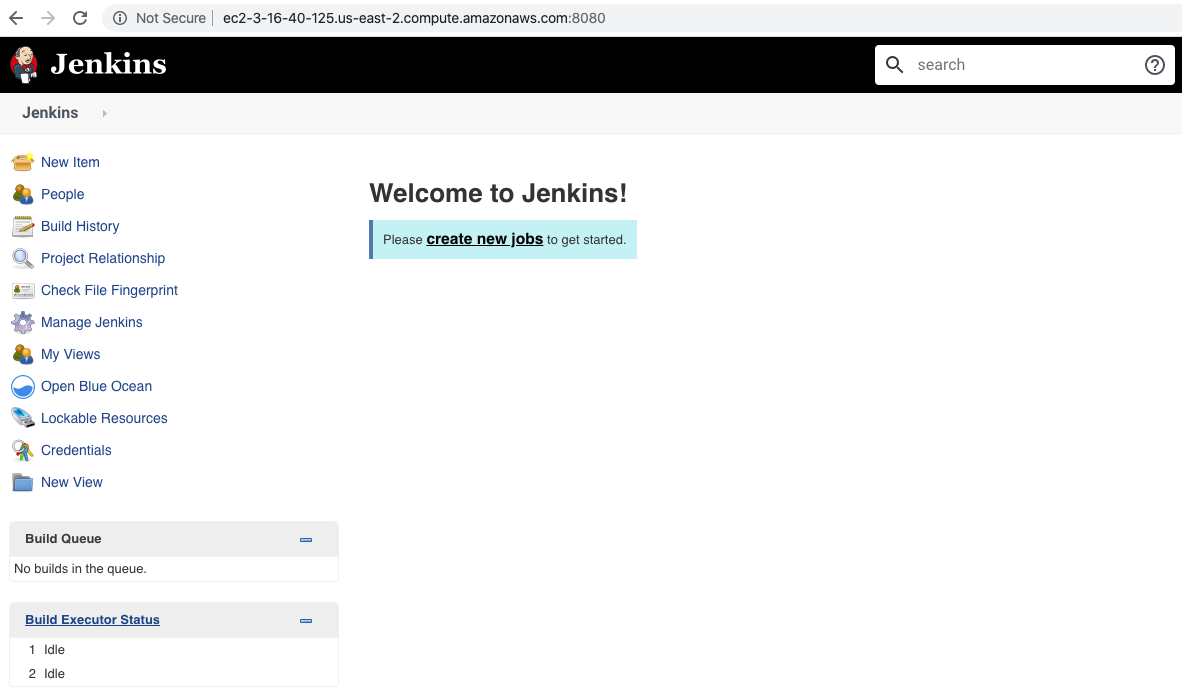 Not Secure ec2-3-16-40-125.us-east-2.compute.amazonaws.com:8080
Jenkins
search
Jenkins
New Item
People
Build History
Project Relationship
Check File Fingerprint
Manage Jenkins
My Views
Open Blue Ocean
Lockable Resources
Credentials
New View
Welcome to Jenkins!
Please create new jobs to get started.
Build Queue
No builds in the queue.
Build Executor Status
1 Idle
2 Idle